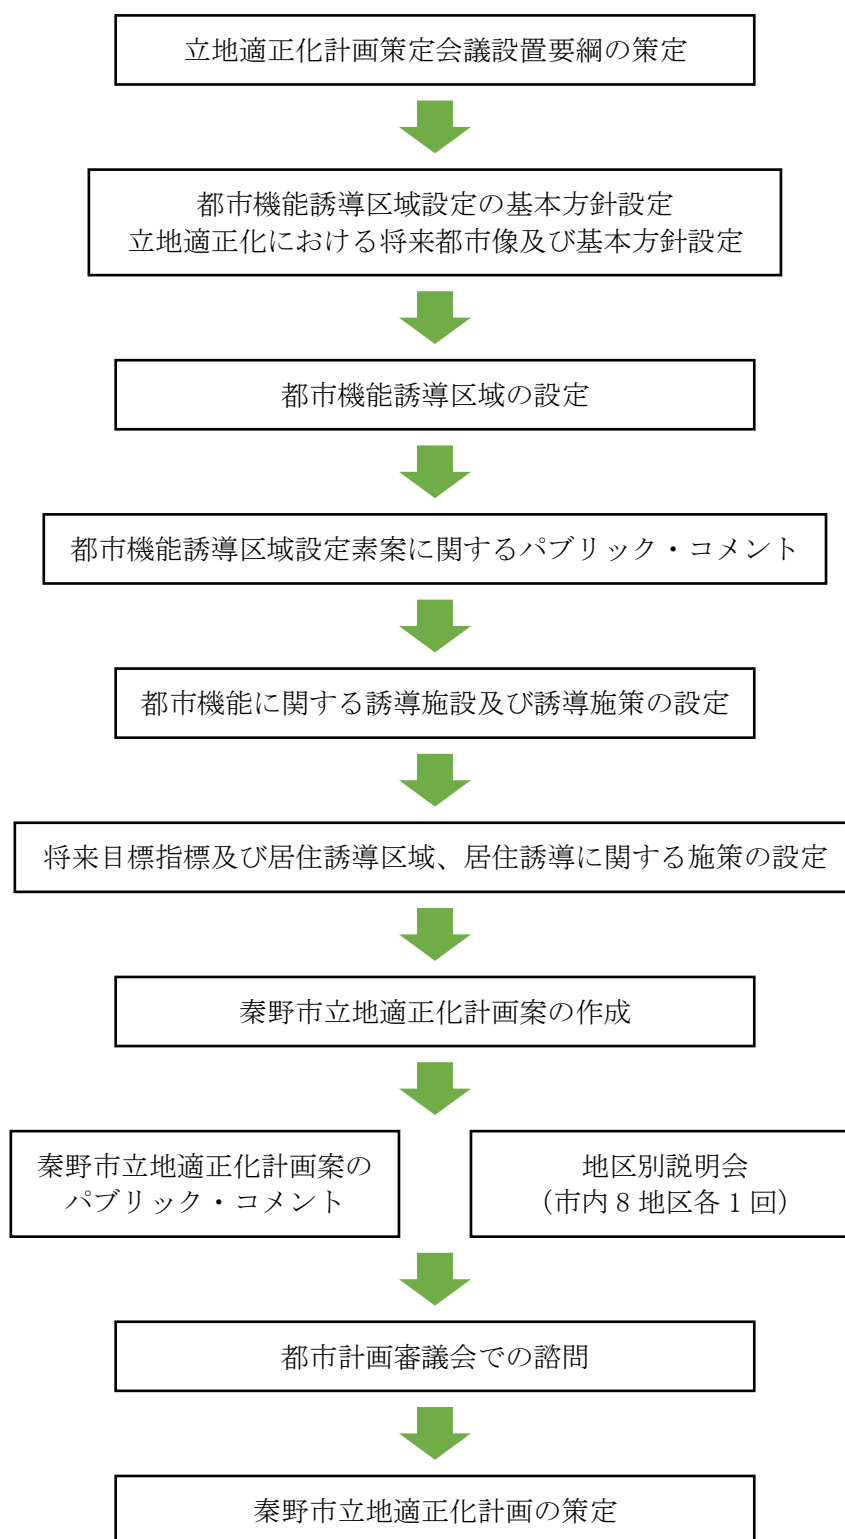 立地適正化計画策定会議設置要綱の策定
都市機能誘導区域設定の基本方針設定
立地適正化における将来都市像及び基本方針設定
都市機能誘導区域の設定
都市機能誘導区域設定素案に関するパブリック・コメント
都市機能に関する誘導施設及び誘導施策の設定
将来目標指標及び居住誘導区域、居住誘導に関する施策の設定
秦野市立地適正化計画案の作成
秦野市立地適正化計画案の
パブリック・コメント
地区別説明会
（市内８地区各１回）
都市計画審議会での諮問
秦野市立地適正化計画の策定